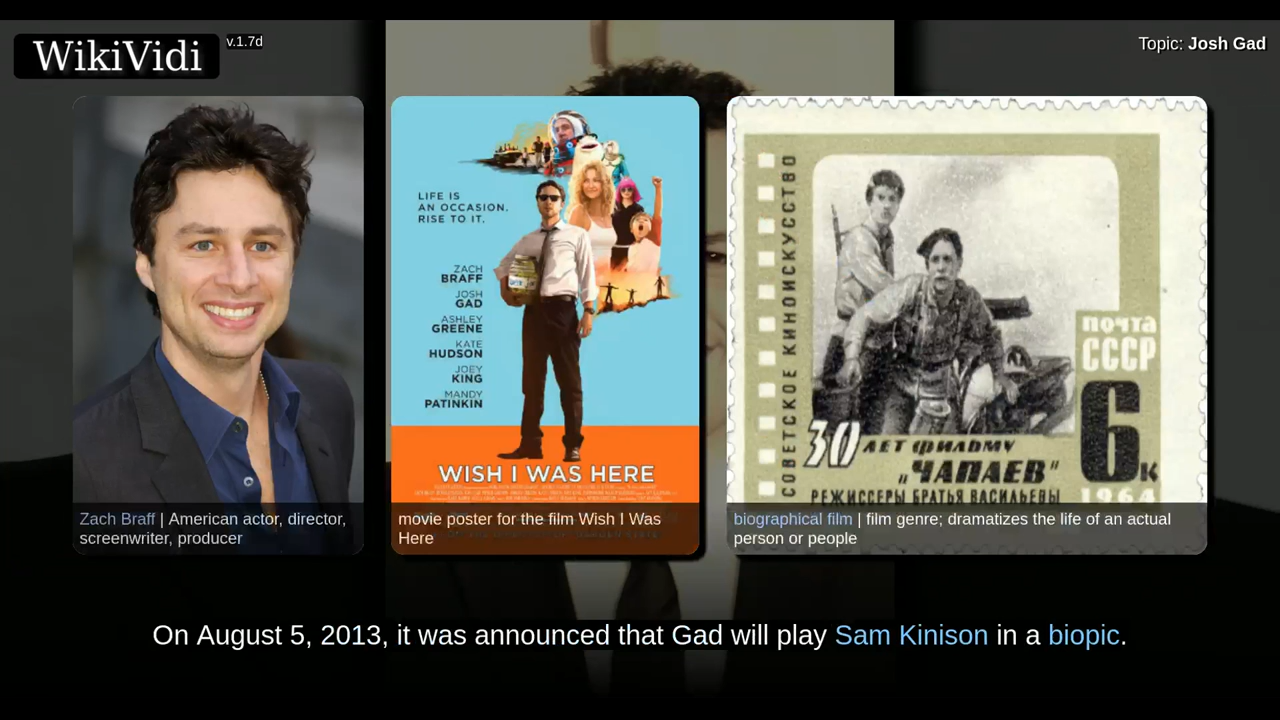 WikiVidi
v.1.7d
Topic: Josh Gad
LIFE IS
AN OCCASION.
RISE TO IT.
ZACH
BRAFF
JOSH
GAD
ASHLEY
GREENE
KATE
HUDSON
JOEY
KING
MANDY
PATINKIN
WISH I WAS HERE
СОВЕТСКОЕ КИНОИСКУССТВО
почта
СССР
6к
30 ЛЕТ ФИЛЬМУ
„ЧАПАЕВ"
РЕЖИССЕРЫ БРАТЬЯ ВАСИЛЬЕВЫ
1964
Zach Braff | American actor, director,
screenwriter, producer
movie poster for the film Wish I Was
Here
biographical film | film genre; dramatizes the life of an actual
person or people
On August 5, 2013, it was announced that Gad will play Sam Kinison in a biopic.